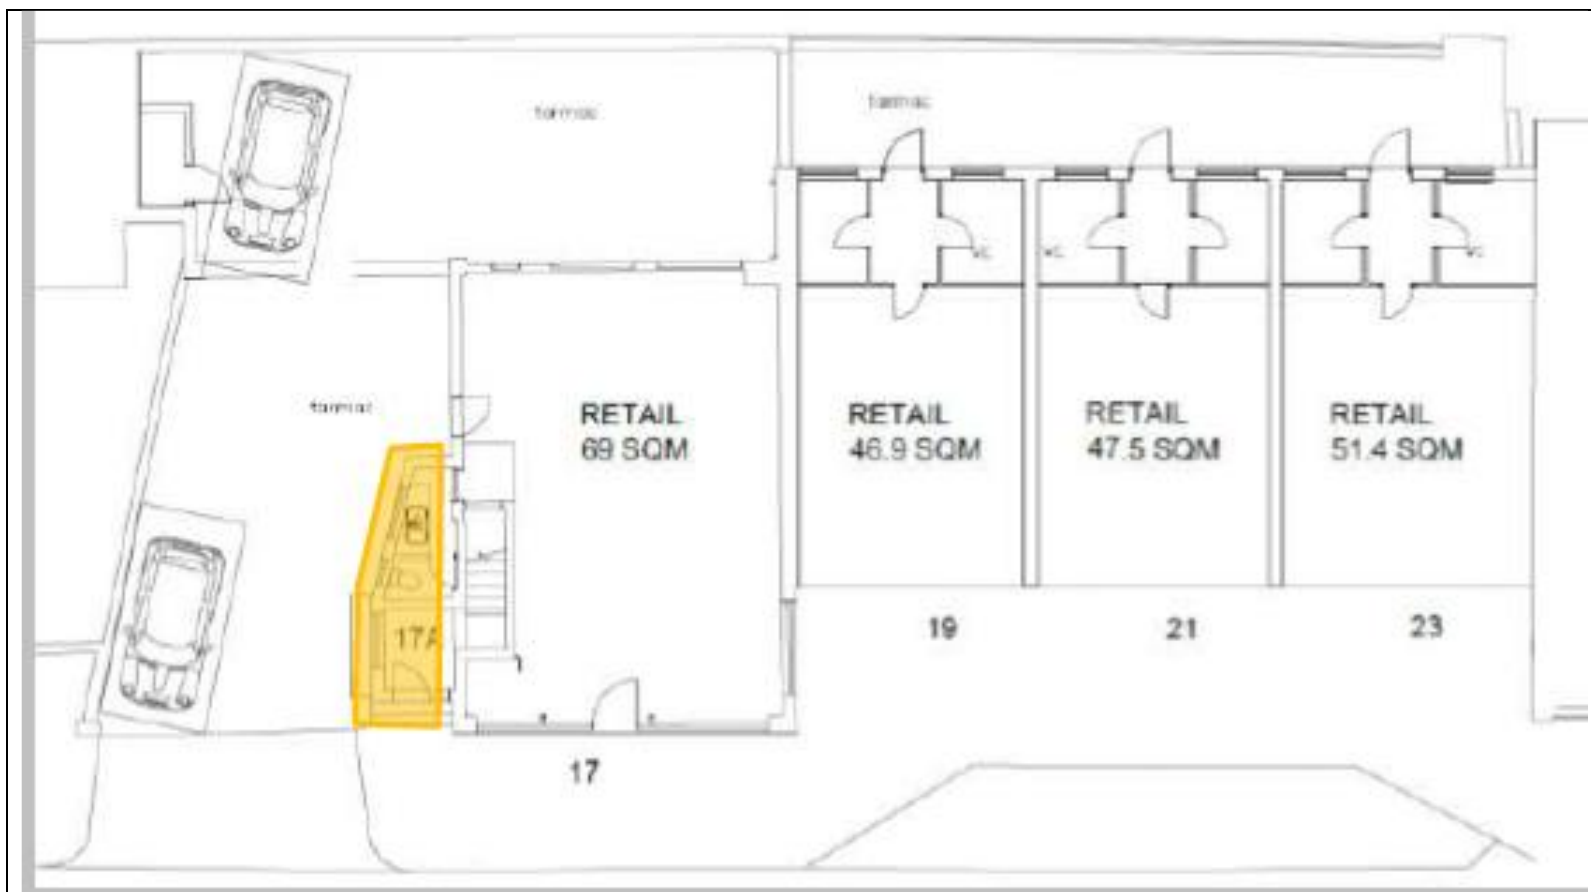 tarmac
tarmac
tarmac
RETAIL
69 SQM
RETAIL
46.9 SQM
RETAIL
47.5 SQM
RETAIL
51.4 SQM
17A
19
21
23
17